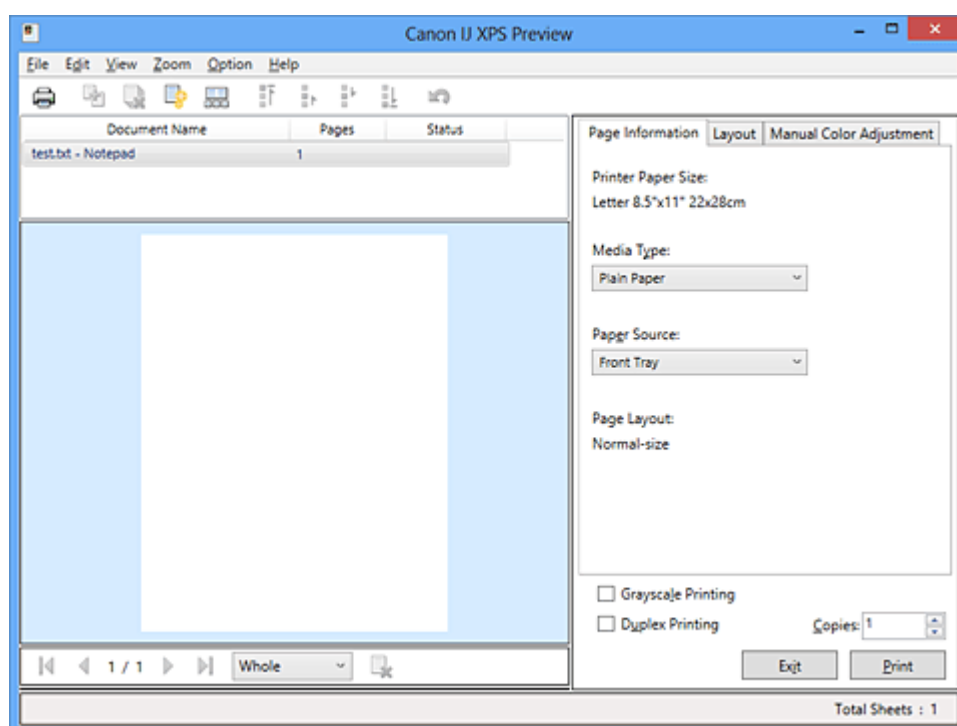 Canon IJ XPS Preview
File Edit View Zoom Option Help
Document Name Pages Status
test.txt - Notepad 1
Page Information Layout Manual Color Adjustment
Printer Paper Size:
Letter 8.5"x11" 22x28cm
Media Type:
Plain Paper
Paper Source:
Front Tray
Page Layout:
Normal-size
Grayscale Printing
Duplex Printing
Copies: 1
1 / 1 Whole
Exit Print
Total Sheets : 1